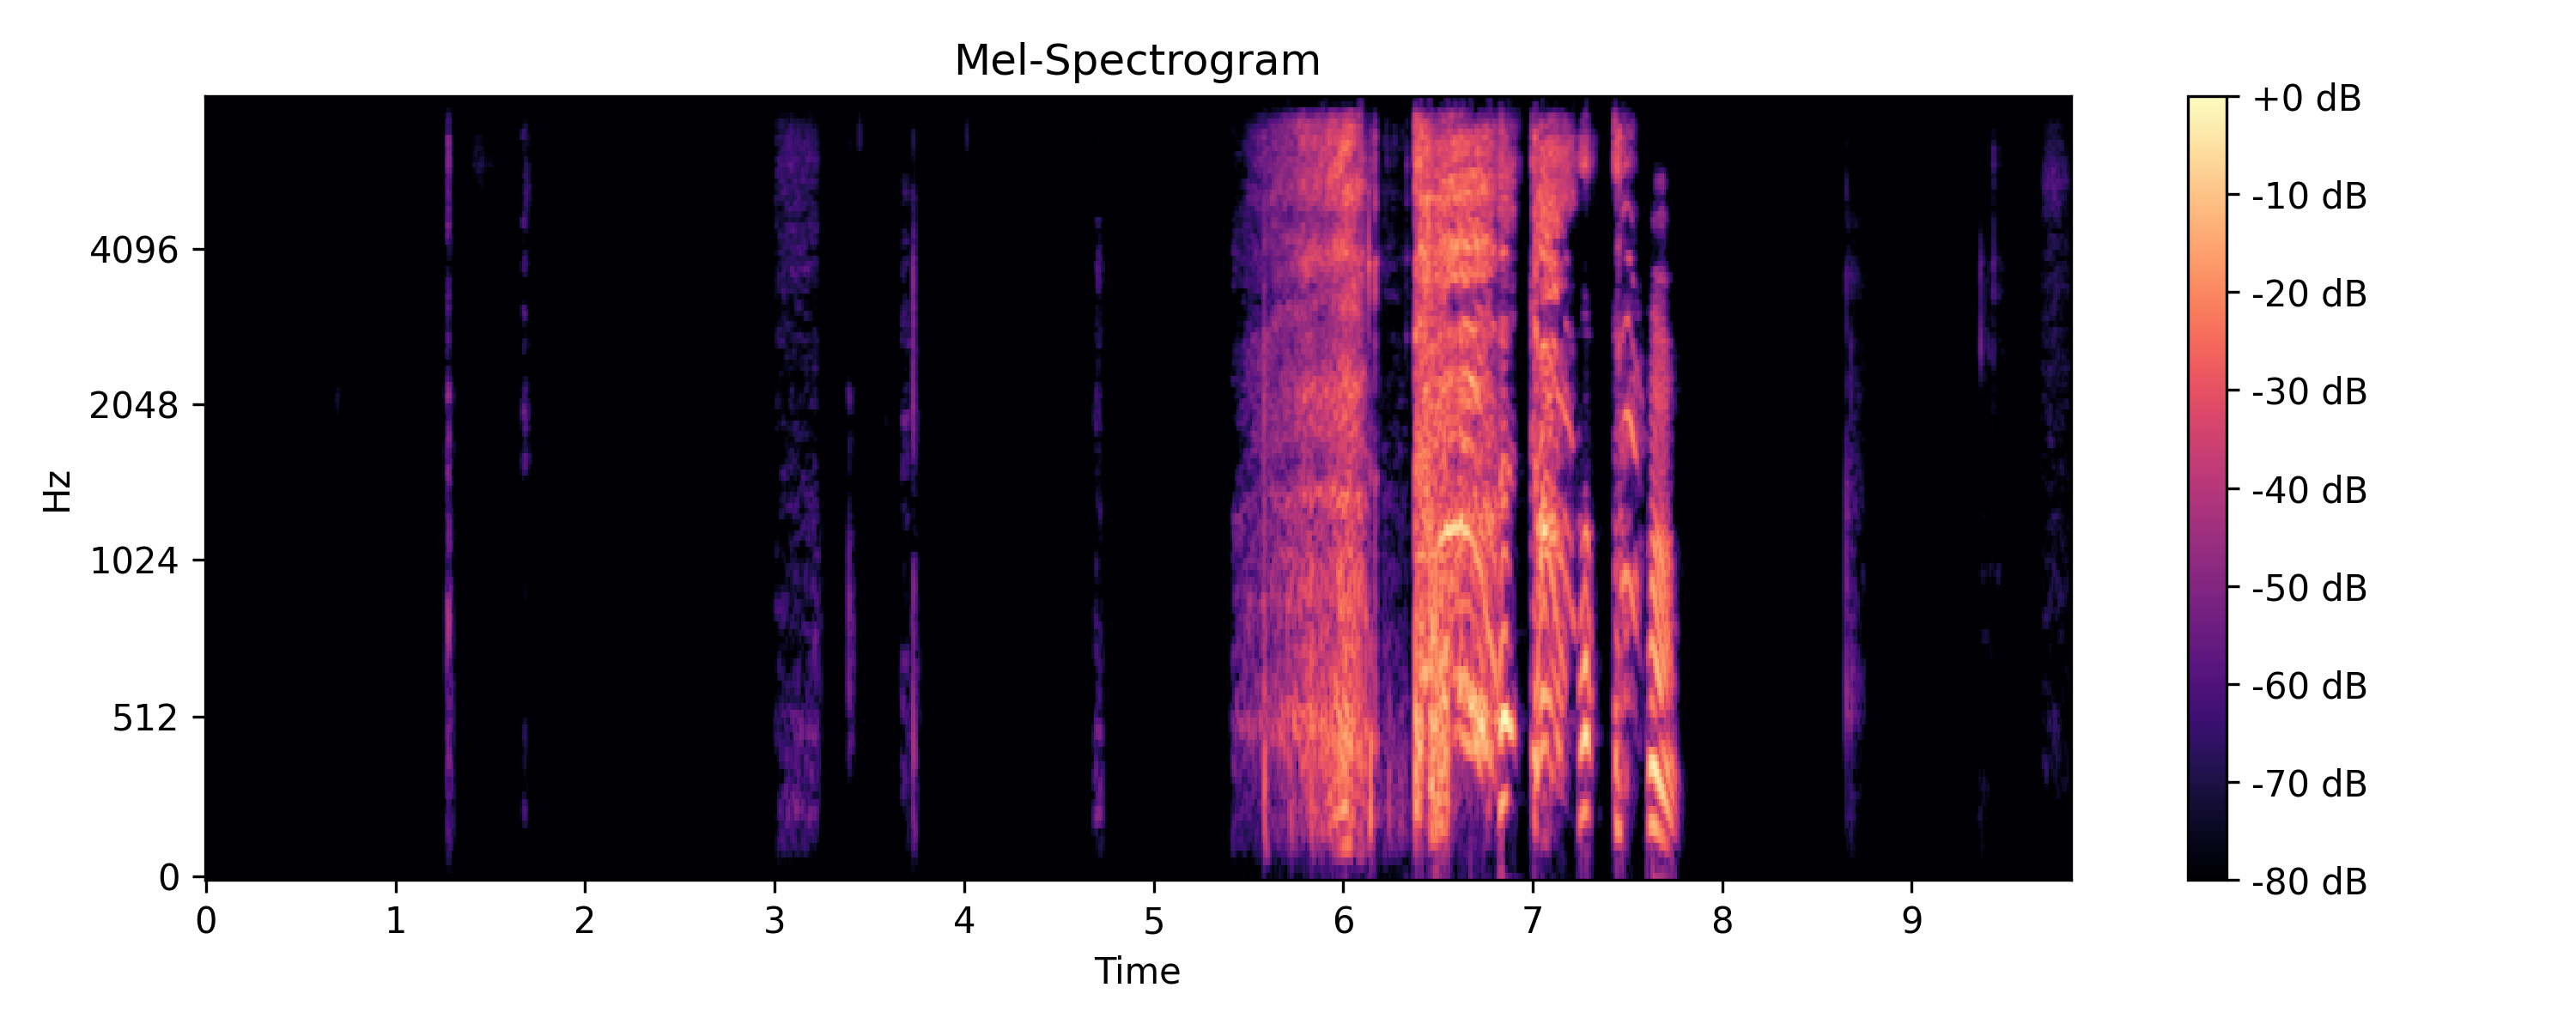 Mel-Spectrogram
+0 dB
-10 dB
-20 dB
-30 dB
-40 dB
-50 dB
-60 dB
-70 dB
-80 dB
Hz
4096
2048
1024
512
0
0 1 2 3 4 5 6 7 8 9
Time